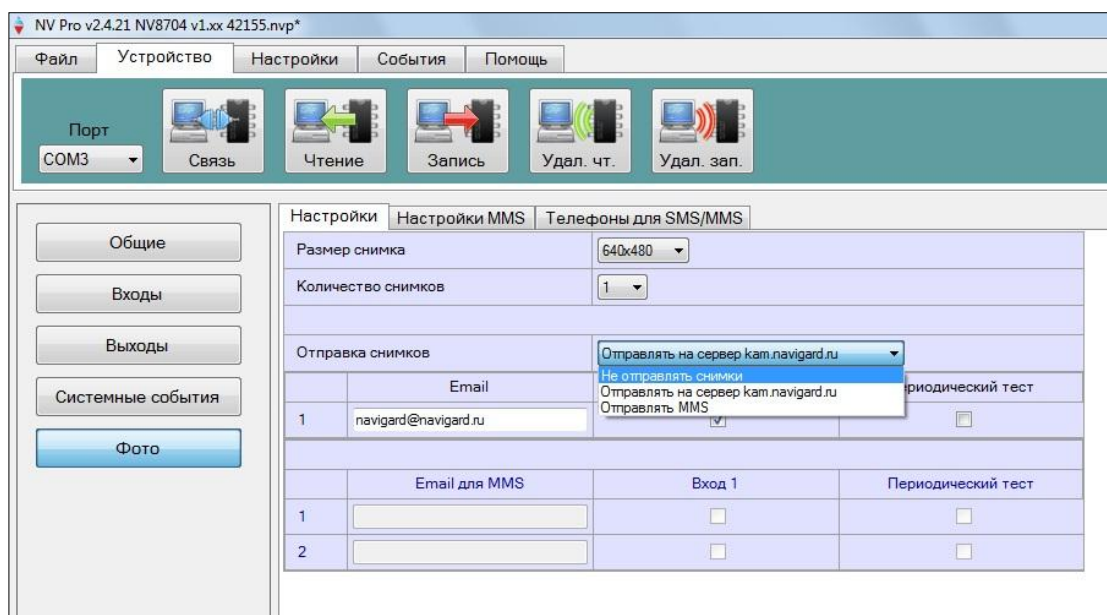 NV Pro v2.4.21 NV8704 v1.xx 42155.nvp*
Файл Устройство Настройки События Помощь
Порт
COM3 Связь Чтение Запись Удал. чт. Удал. зап.
Общие
Входы
Выходы
Системные события
Фото
Настройки Настройки MMS Телефоны для SMS/MMS
Размер снимка 640x480
Количество снимков 1
Отправка снимков Отправлять на сервер kam.navigard.ru
Не отправлять снимки
Отправлять на сервер kam.navigard.ru
Отправлять MMS
Email ериодический тест
1 navigard@navigard.ru
Email для MMS Вход 1 Периодический тест
1
2